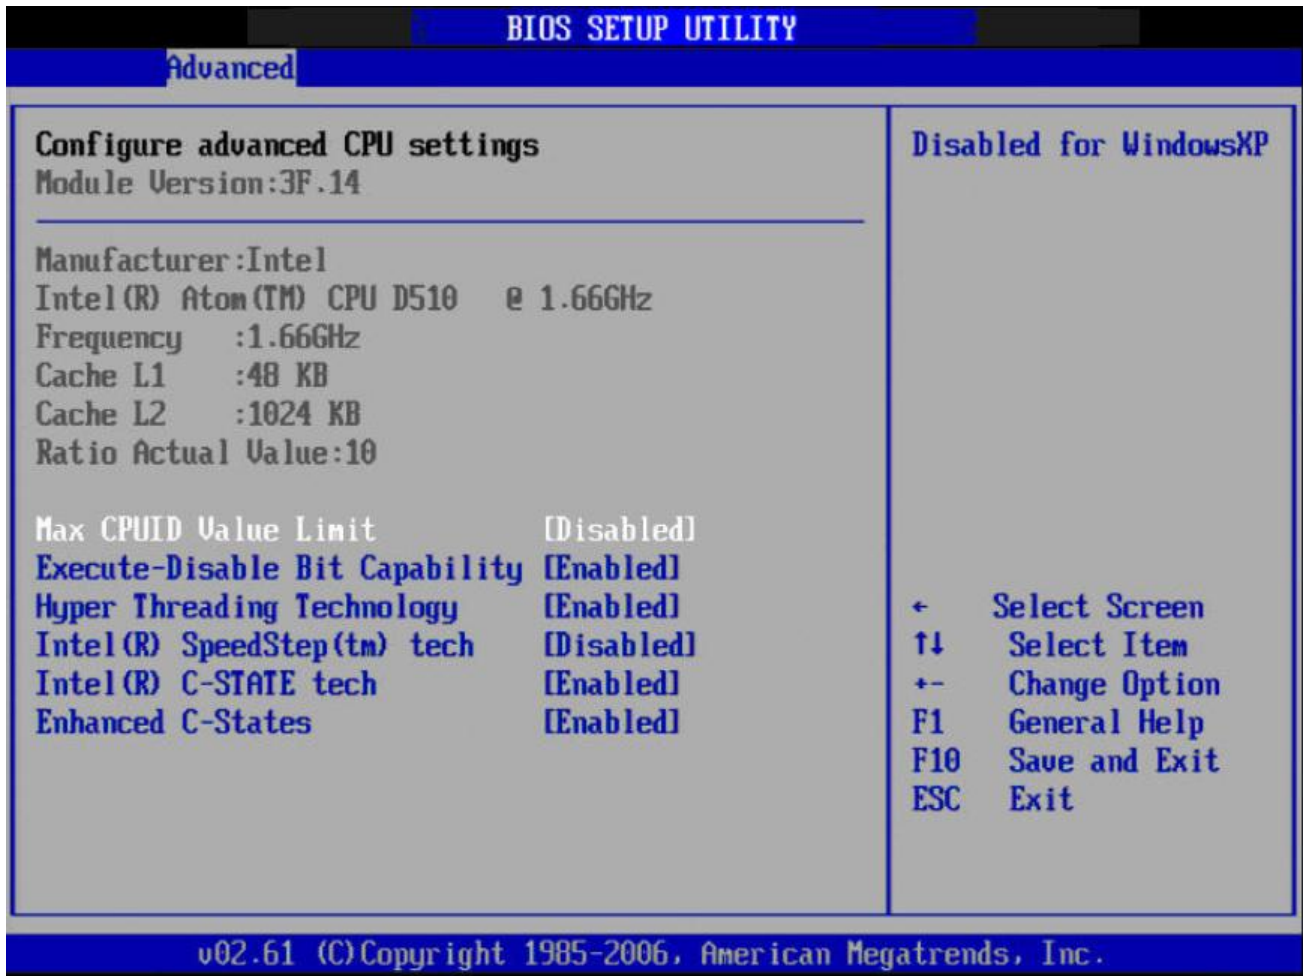 BIOS SETUP UTILITY
Advanced
Configure advanced CPU settings
Module Version:3F.14
Manufacturer:Intel
Intel(R) Atom(TM) CPU D510   @ 1.66GHz
Frequency   :1.66GHz
Cache L1    :48 KB
Cache L2    :1024 KB
Ratio Actual Value:10
Max CPUID Value Limit          [Disabled]
Execute-Disable Bit Capability [Enabled]
Hyper Threading Technology     [Enabled]
Intel(R) SpeedStep(tm) tech    [Disabled]
Intel(R) C-STATE tech          [Enabled]
Enhanced C-States              [Enabled]
Disabled for WindowsXP
←    Select Screen
↑↓    Select Item
+-    Change Option
F1    General Help
F10   Save and Exit
ESC   Exit
v02.61 (C)Copyright 1985-2006, American Megatrends, Inc.